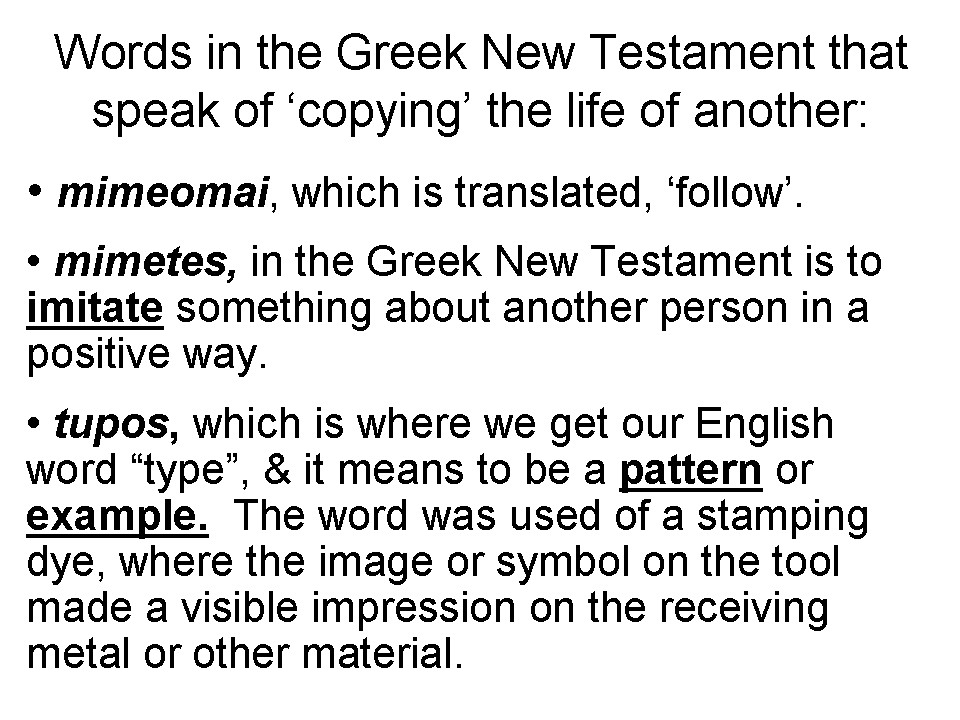 Words in the Greek New Testament that
speak of ‘copying’ the life of another:
• mimeomai, which is translated, ‘follow’.
• mimetes, in the Greek New Testament is to
imitate something about another person in a
positive way.
• tupos, which is where we get our English
word “type”, & it means to be a pattern or
example.  The word was used of a stamping
dye, where the image or symbol on the tool
made a visible impression on the receiving
metal or other material.